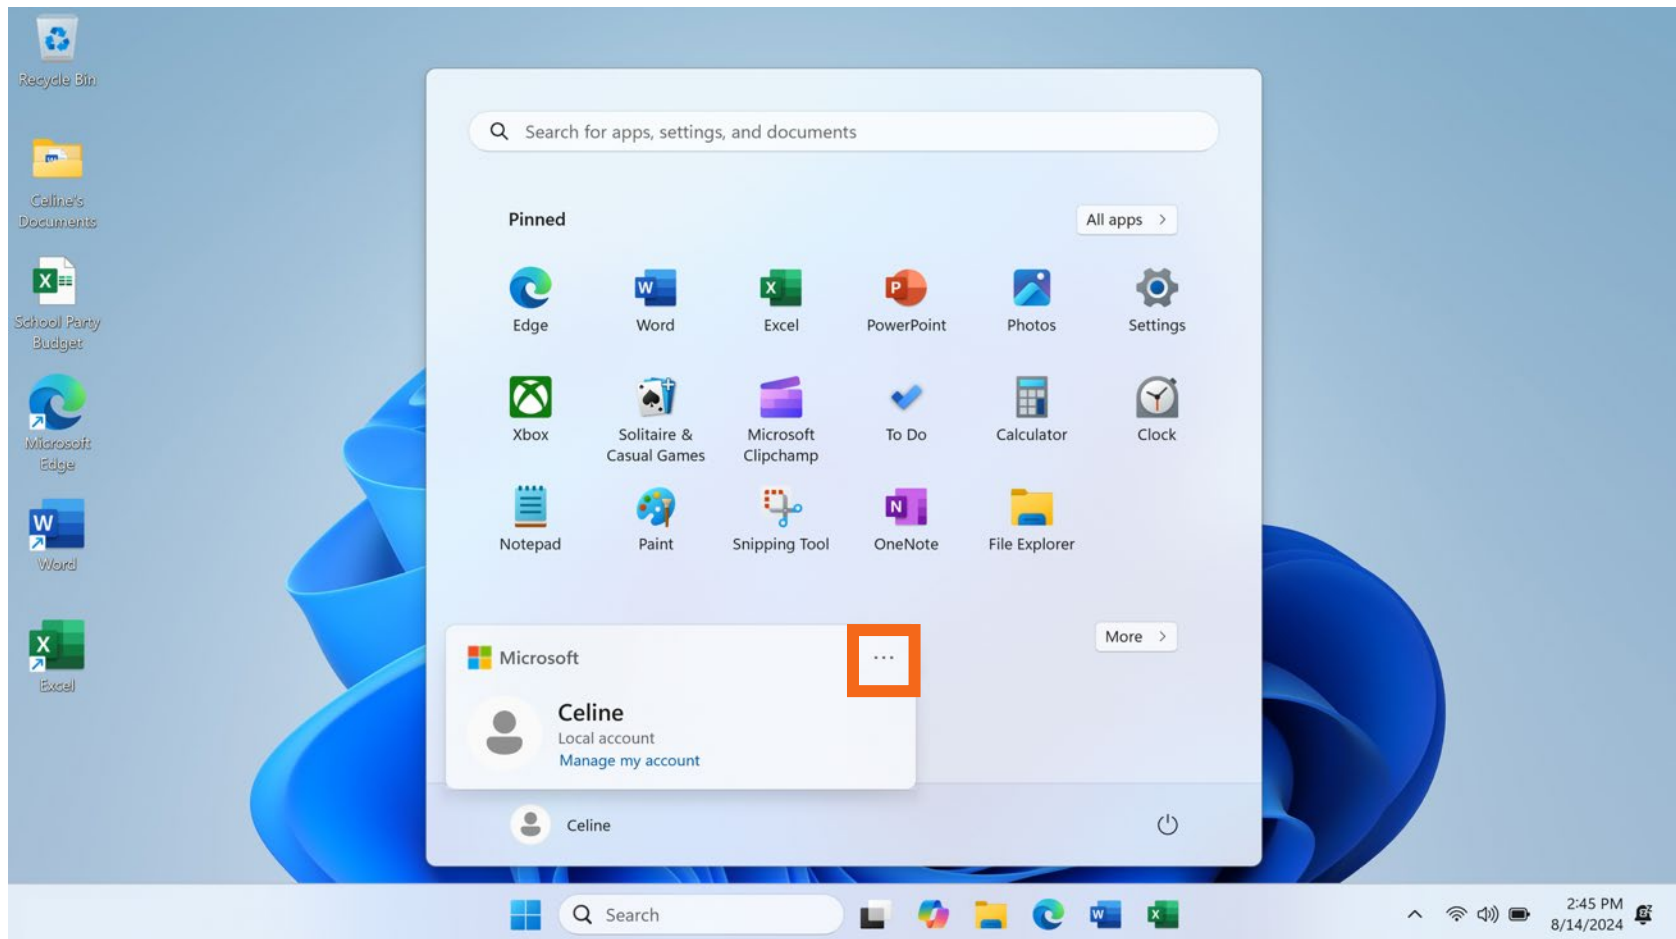 Recycle Bin
Celine's
Documents
School Party
Budget
Microsoft
Edge
Word
Excel
Search for apps, settings, and documents
Pinned
All apps >
Edge
Word
Excel
PowerPoint
Photos
Settings
Xbox
Solitaire &
Casual Games
Microsoft
Clipchamp
To Do
Calculator
Clock
Notepad
Paint
Snipping Tool
OneNote
File Explorer
More >
Microsoft
...
Celine
Local account
Manage my account
Celine
Search
2:45 PM
8/14/2024